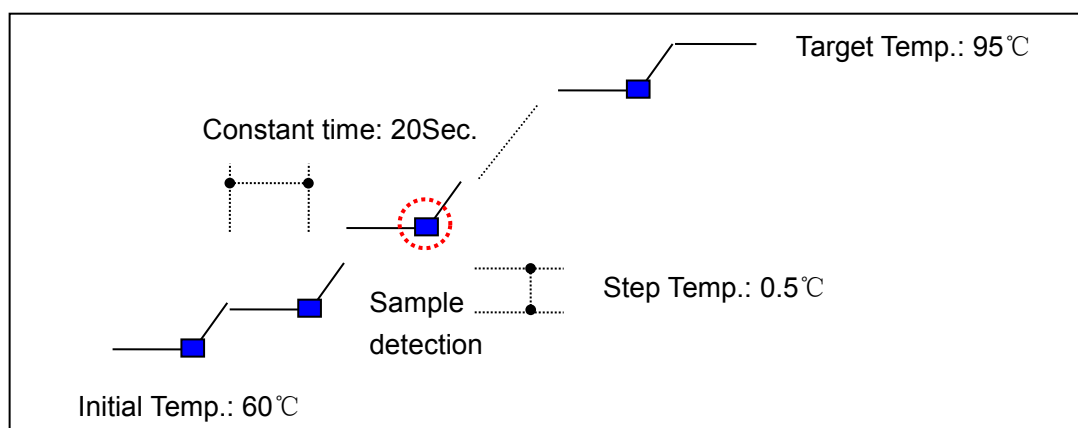 Target Temp.: 95℃
Constant time: 20Sec.
Step Temp.: 0.5℃
Sample
detection
Initial Temp.: 60℃